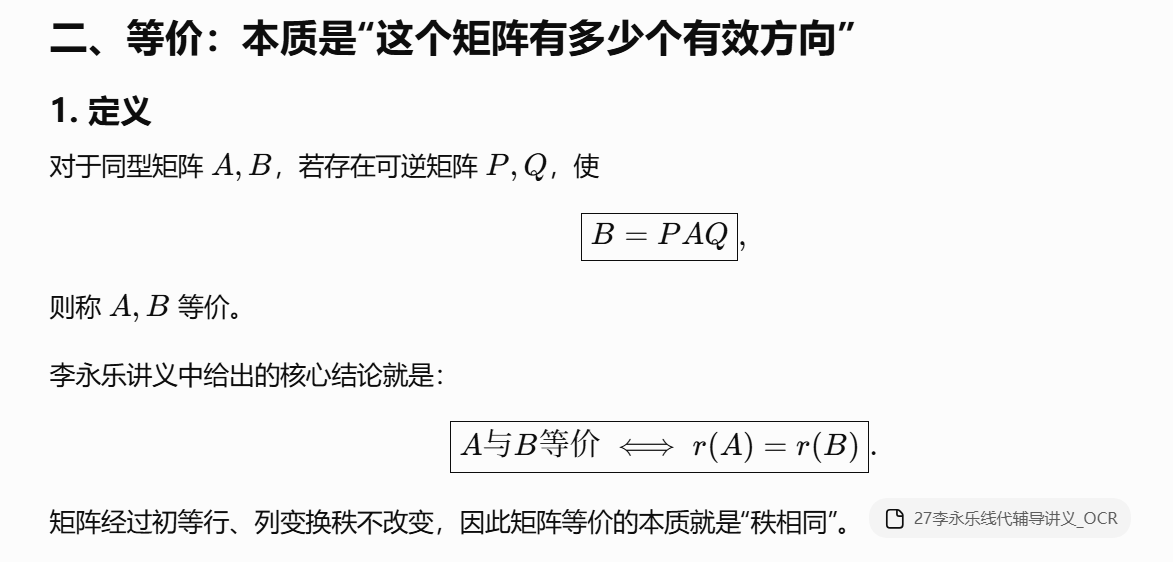 二、等价：本质是“这个矩阵有多少个有效方向”
1. 定义
对于同型矩阵 A, B，若存在可逆矩阵 P, Q，使
B = PAQ,
则称 A, B 等价。
李永乐讲义中给出的核心结论就是：
A与B等价 ⟺ r(A) = r(B).
矩阵经过初等行、列变换秩不改变，因此矩阵等价的本质就是“秩相同”。 27李永乐线代辅导讲义_OCR